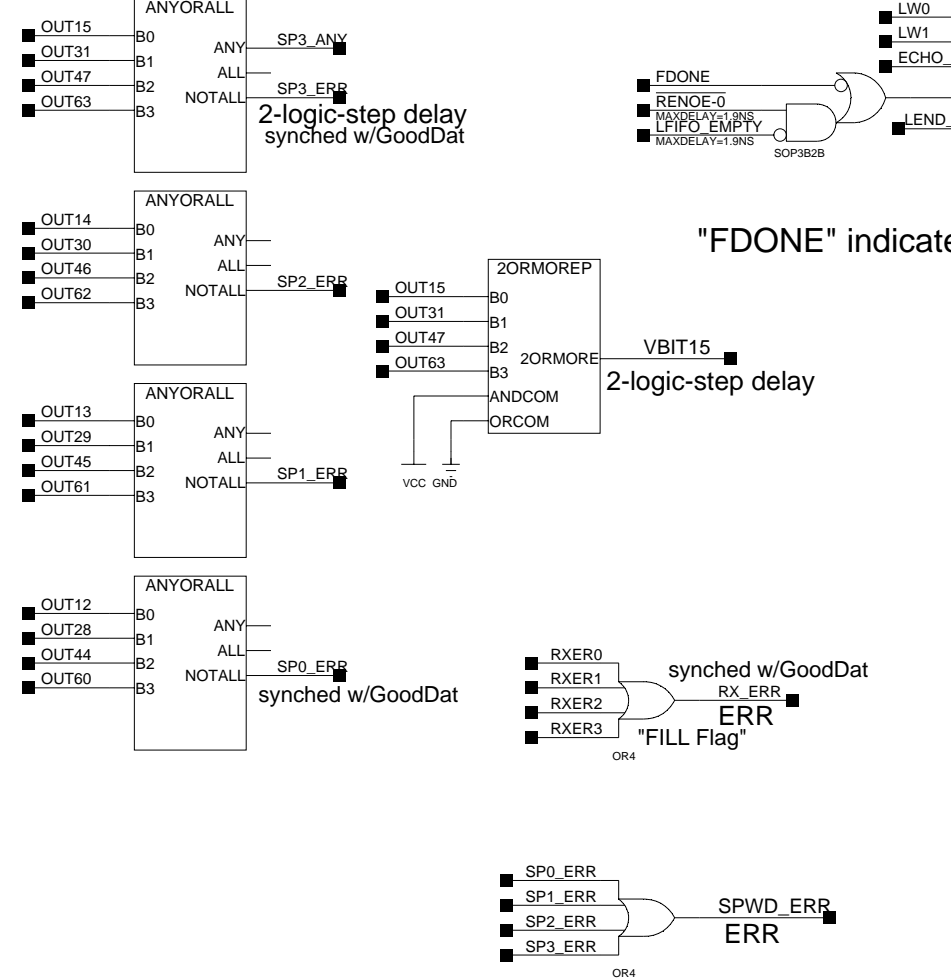 ANYORALL
OUT15
OUT31
OUT47
OUT63
B0
B1
B2
B3
ANY
ALL
NOTALL
SP3_ANY
SP3_ERR
2-logic-step delay
synched w/GoodDat
LW0
LW1
ECHO_
FDONE
RENOE-0
MAXDELAY=1.9NS
LFIFO_EMPTY
MAXDELAY=1.9NS
SOP3B2B
LEND_
"FDONE" indicate
ANYORALL
OUT14
OUT30
OUT46
OUT62
B0
B1
B2
B3
ANY
ALL
NOTALL
SP2_ERR
2ORMOREP
OUT15
OUT31
OUT47
OUT63
B0
B1
B2
B3
ANDCOM
ORCOM
2ORMORE
VBIT15
2-logic-step delay
VCC
GND
ANYORALL
OUT13
OUT29
OUT45
OUT61
B0
B1
B2
B3
ANY
ALL
NOTALL
SP1_ERR
ANYORALL
OUT12
OUT28
OUT44
OUT60
B0
B1
B2
B3
ANY
ALL
NOTALL
SP0_ERR
synched w/GoodDat
RXER0
RXER1
RXER2
RXER3
synched w/GoodDat
RX_ERR
ERR
"FILL Flag"
OR4
SP0_ERR
SP1_ERR
SP2_ERR
SP3_ERR
SPWD_ERR
ERR
OR4